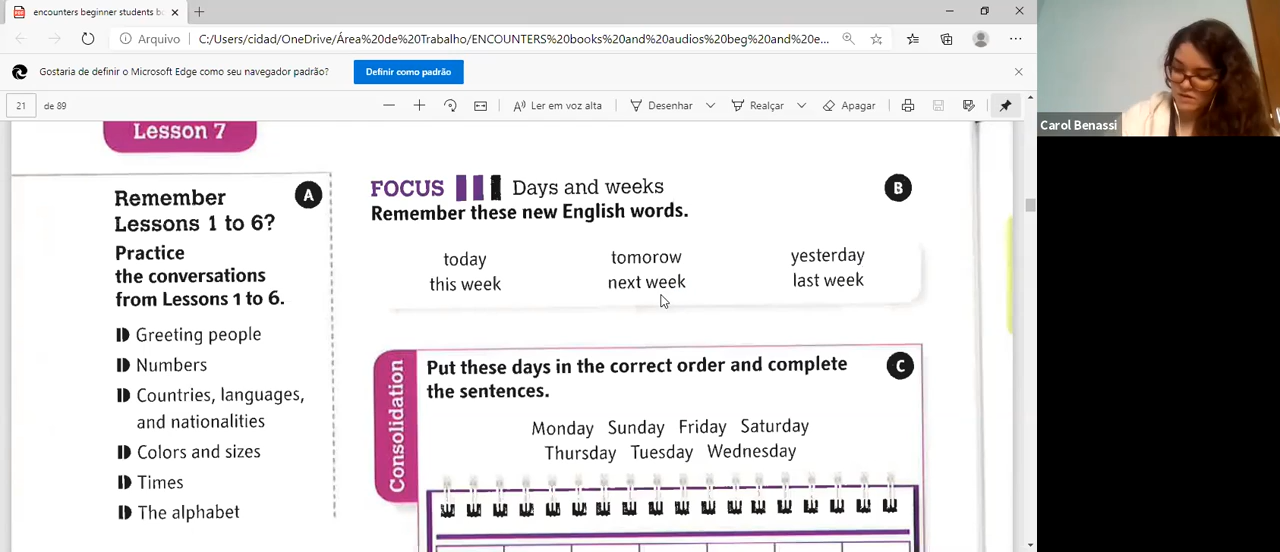 encounters beginner students bo
Arquivo
C:/Users/cidad/OneDrive/Área%20de%20Trabalho/ENCOUNTERS%20books%20and%20audios%20beg%20and%20e...
Gostaria de definir o Microsoft Edge como seu navegador padrão?
Definir como padrão
21
de 89
Ler em voz alta
Desenhar
Realçar
Apagar
Carol Benassi
Lesson 7
Remember
Lessons 1 to 6?
A
Practice
the conversations
from Lessons 1 to 6.
Greeting people
Numbers
Countries, languages,
and nationalities
Colors and sizes
Times
The alphabet
FOCUS Days and weeks
B
Remember these new English words.
today tomorow yesterday
this week next week last week
Consolidation
Put these days in the correct order and complete
the sentences.
C
Monday Sunday Friday Saturday
Thursday Tuesday Wednesday